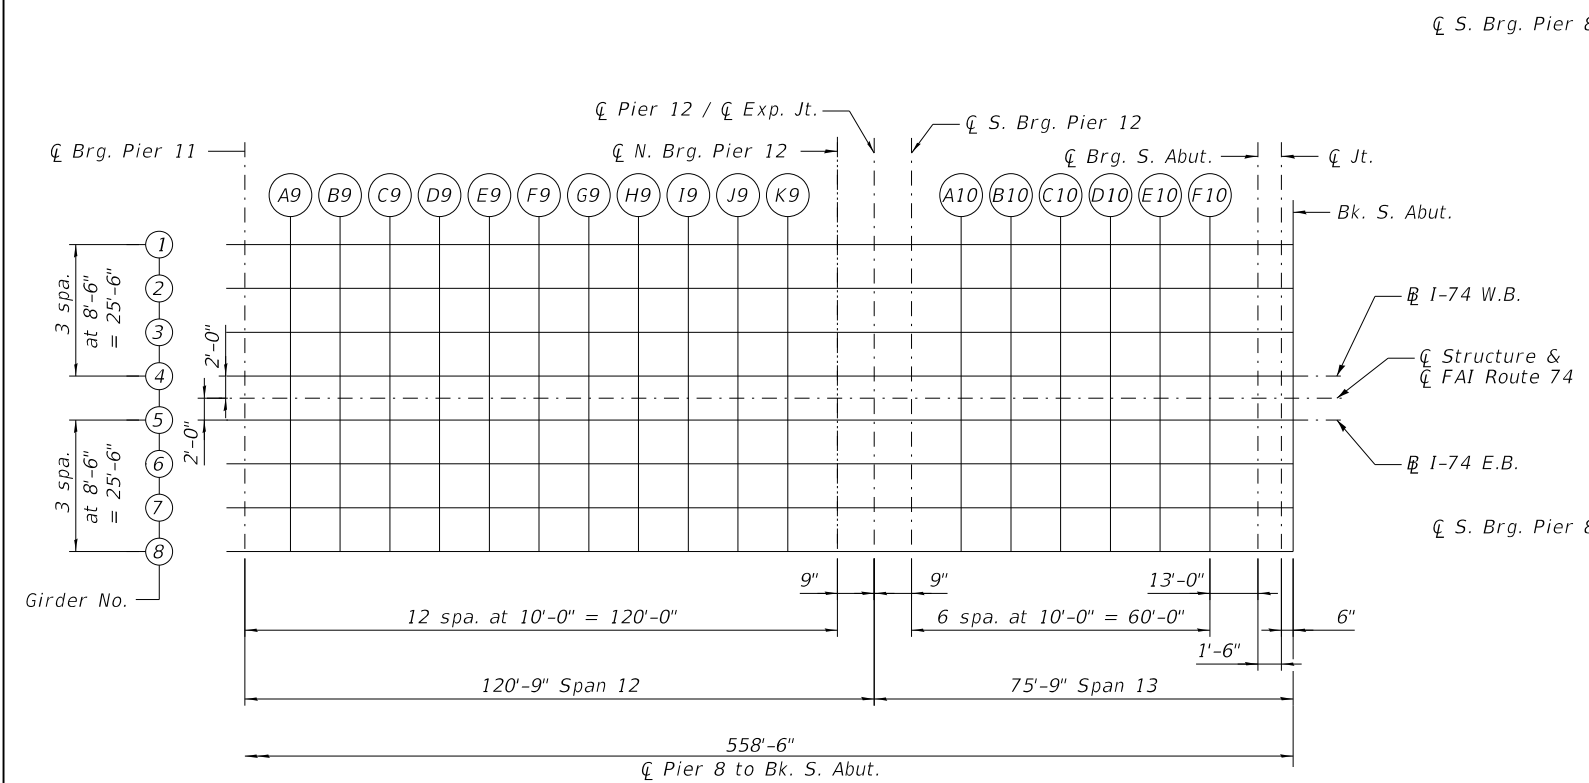 ℄ S. Brg. Pier 8
℄ Pier 12 / ℄ Exp. Jt.
℄ S. Brg. Pier 12
℄ Brg. Pier 11
℄ N. Brg. Pier 12
℄ Brg. S. Abut.
℄ Jt.
A9 B9 C9 D9 E9 F9 G9 H9 I9 J9 K9
A10 B10 C10 D10 E10 F10
Bk. S. Abut.
1
2
3
4
5
6
7
8
3 spa.
at 8'-6"
= 25'-6"
2'-0"
2'-0"
3 spa.
at 8'-6"
= 25'-6"
Girder No.
BL I-74 W.B.
℄ Structure &
℄ FAI Route 74
BL I-74 E.B.
℄ S. Brg. Pier 8
9"
9"
13'-0"
12 spa. at 10'-0" = 120'-0"
6 spa. at 10'-0" = 60'-0"
6"
1'-6"
120'-9" Span 12
75'-9" Span 13
558'-6"
℄ Pier 8 to Bk. S. Abut.